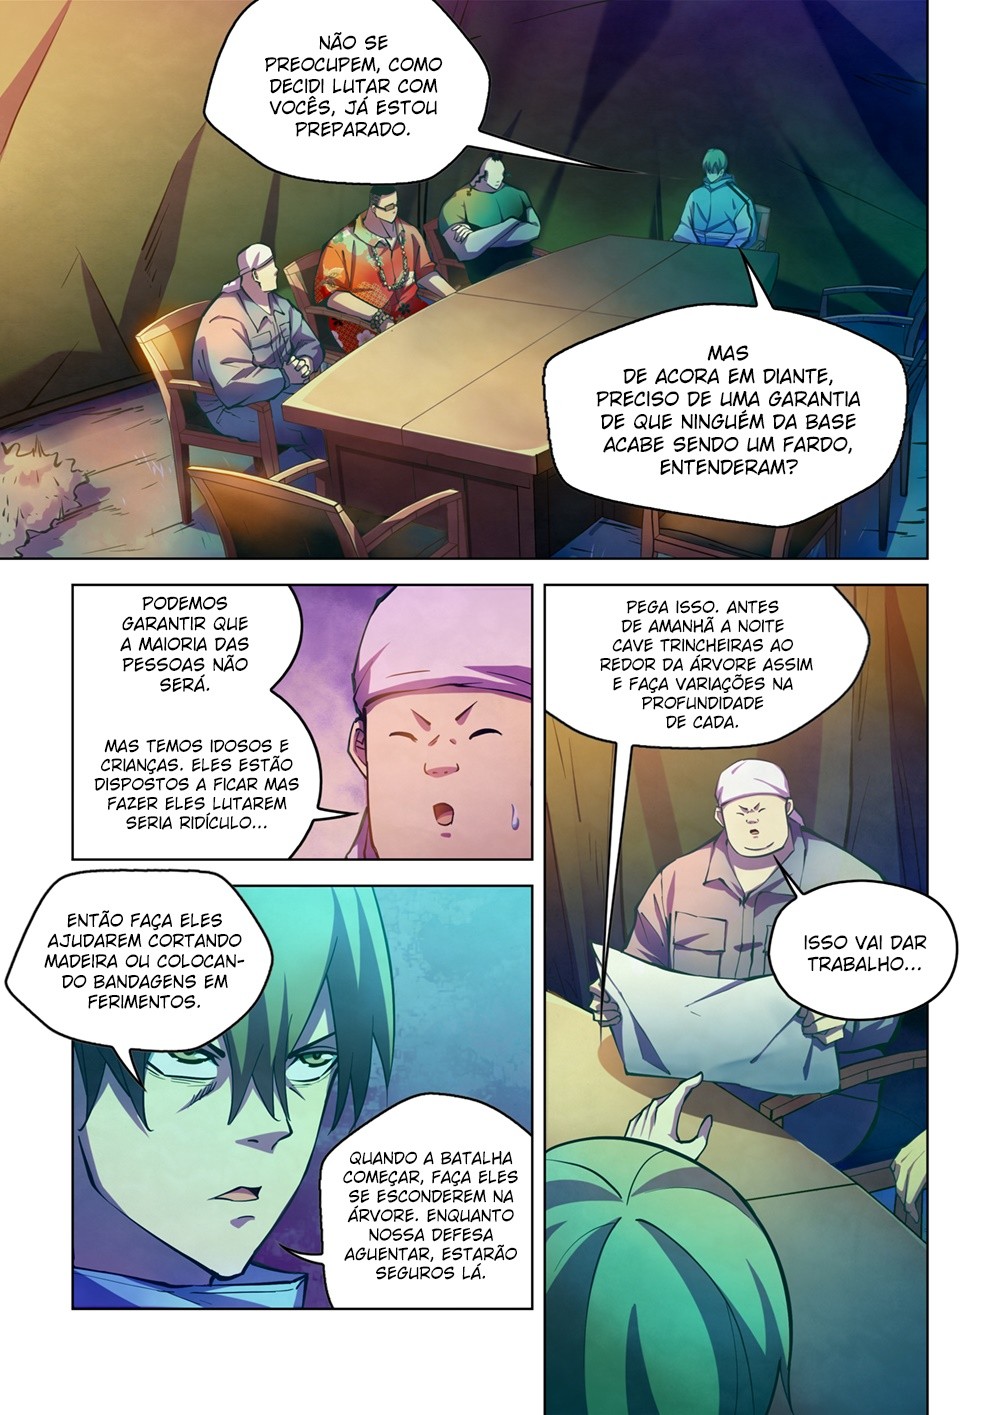 NÃO SE
PREOCUPEM, COMO
DECIDI LUTAR COM
VOCÊS, JÁ ESTOU
PREPARADO.
MAS
DE ACORA EM DIANTE,
PRECISO DE UMA GARANTIA
DE QUE NINGUÉM DA BASE
ACABE SENDO UM FARDO,
ENTENDERAM?
PODEMOS
GARANTIR QUE
A MAIORIA DAS
PESSOAS NÃO
SERÁ.
MAS TEMOS IDOSOS E
CRIANÇAS. ELES ESTÃO
DISPOSTOS A FICAR MAS
FAZER ELES LUTAREM
SERIA RIDÍCULO...
ENTÃO FAÇA ELES
AJUDAREM CORTANDO
MADEIRA OU COLOCAN-
DO BANDAGENS EM
FERIMENTOS.
QUANDO A BATALHA
COMEÇAR, FAÇA ELES
SE ESCONDEREM NA
ÁRVORE. ENQUANTO
NOSSA DEFESA
AGUENTAR, ESTARÃO
SEGUROS LÁ.
PEGA ISSO. ANTES
DE AMANHÃ A NOITE
CAVE TRINCHEIRAS AO
REDOR DA ÁRVORE ASSIM
E FAÇA VARIAÇÕES NA
PROFUNDIDADE
DE CADA.
ISSO VAI DAR
TRABALHO...